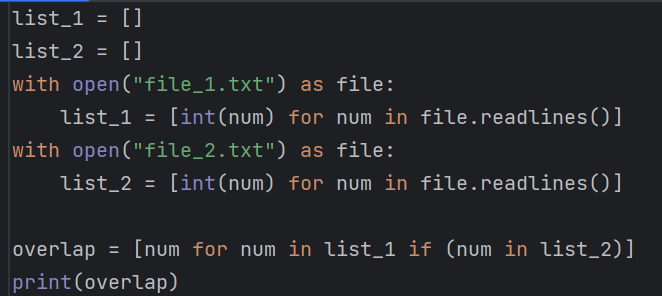 list_1 = []
list_2 = []
with open("file_1.txt") as file:
    list_1 = [int(num) for num in file.readlines()]
with open("file_2.txt") as file:
    list_2 = [int(num) for num in file.readlines()]

overlap = [num for num in list_1 if (num in list_2)]
print(overlap)